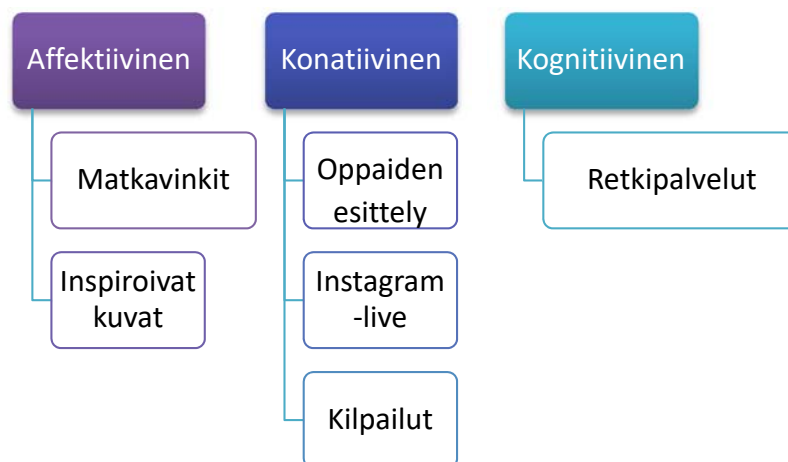 Affektiivinen
Matkavinkit
Inspiroivat
kuvat
Konatiivinen
Oppaiden
esittely
Instagram
-live
Kilpailut
Kognitiivinen
Retkipalvelut